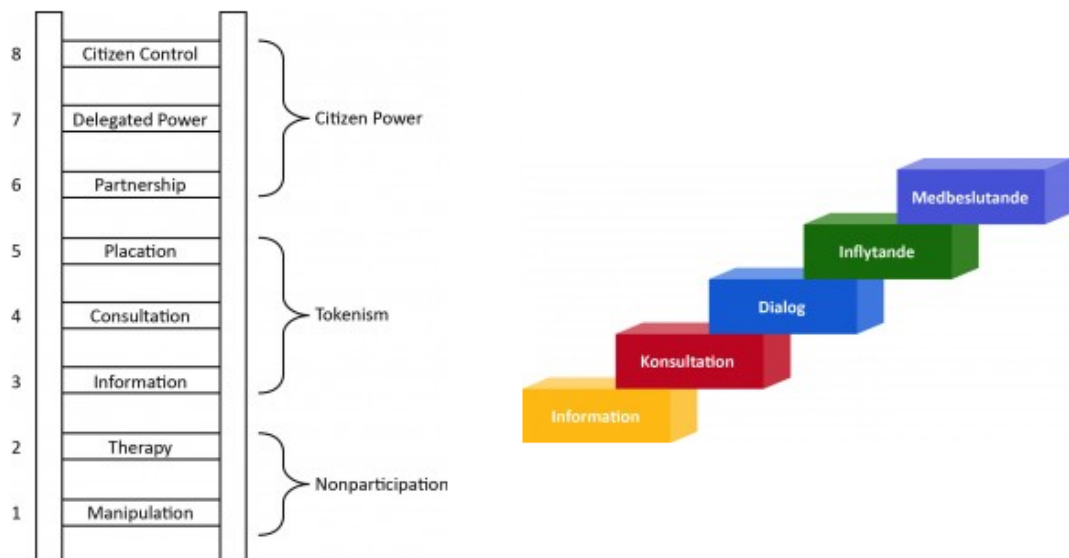 8 Citizen Control
7 Delegated Power
Citizen Power
6 Partnership
5 Placation
4 Consultation
Tokenism
3 Information
2 Therapy
Nonparticipation
1 Manipulation
Medbeslutande
Inflytande
Dialog
Konsultation
Information